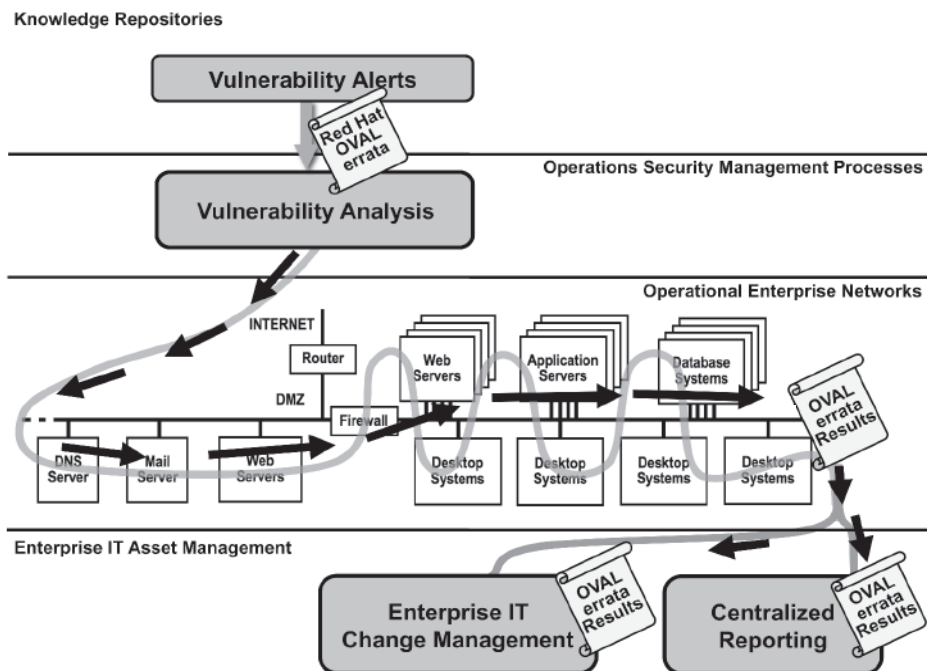 Knowledge Repositories
Vulnerability Alerts
Red Hat
OVAL
errata
Operations Security Management Processes
Vulnerability Analysis
Operational Enterprise Networks
INTERNET
Router
DMZ
Firewall
Web
Servers
Application
Servers
Database
Systems
OVAL
errata
Results
DNS
Server
Mail
Server
Web
Servers
Desktop
Systems
Desktop
Systems
Desktop
Systems
Desktop
Systems
Enterprise IT Asset Management
Enterprise IT
Change Management
OVAL
errata
Results
Centralized
Reporting
OVAL
errata
Results